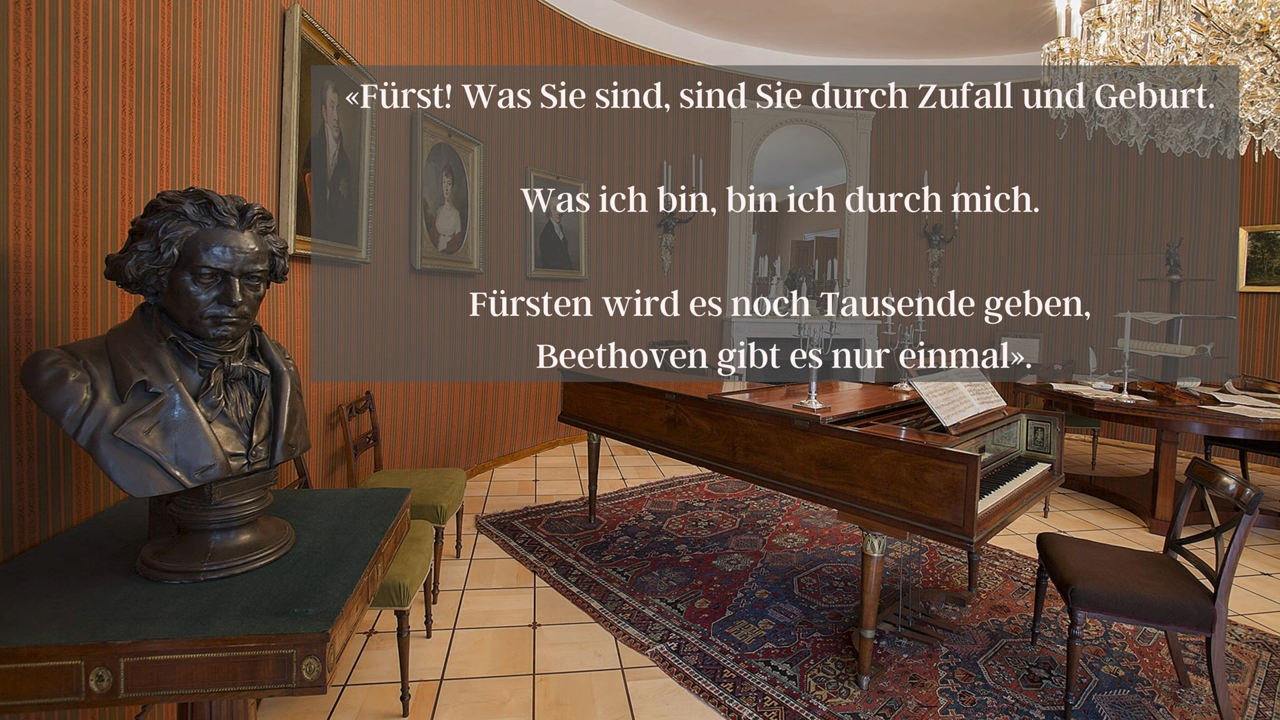 «Fürst! Was Sie sind, sind Sie durch Zufall und Geburt.
Was ich bin, bin ich durch mich.
Fürsten wird es noch Tausende geben,
Beethoven gibt es nur einmal».